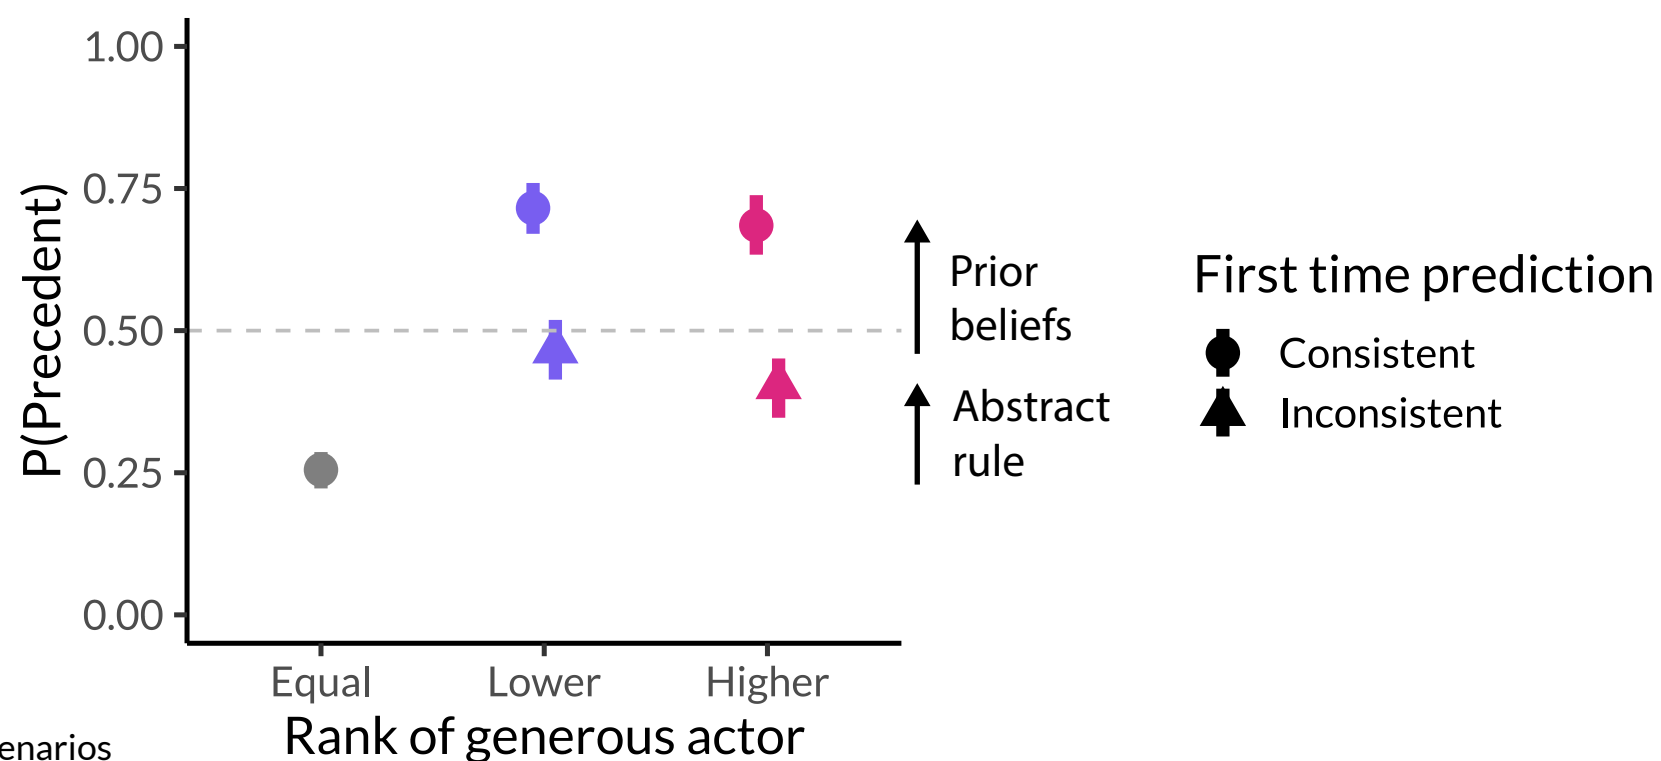 1.00
0.75
0.50
0.25
0.00
P(Precedent)
Equal
Lower
Higher
Rank of generous actor
Prior
beliefs
Abstract
rule
First time prediction
Consistent
Inconsistent
enarios